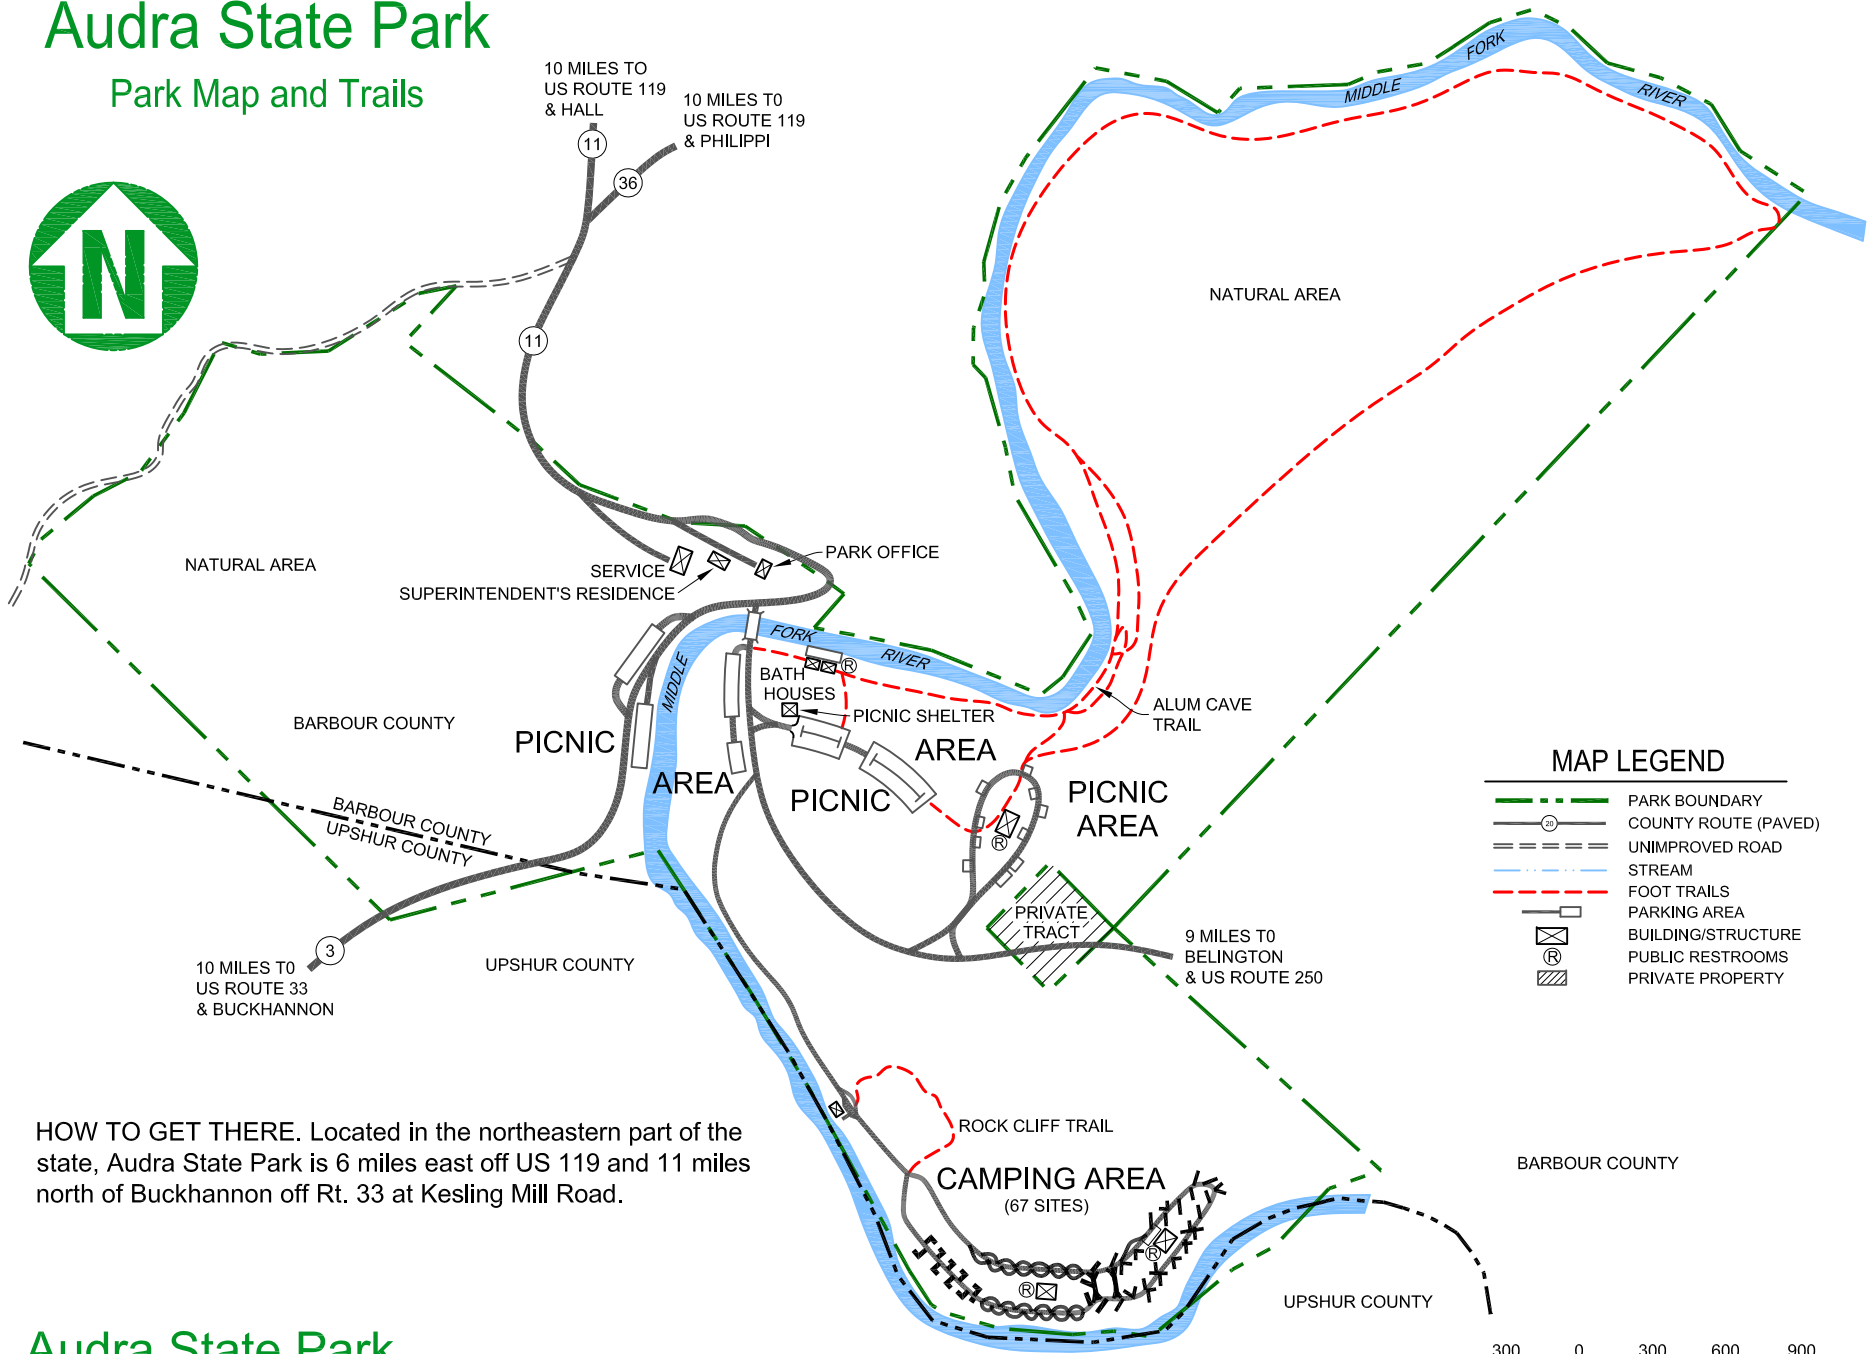 Audra State Park
Park Map and Trails
10 MILES TO
US ROUTE 119
& HALL
10 MILES T0
US ROUTE 119
& PHILIPPI
11
36
N
11
FORK
MIDDLE
RIVER
NATURAL AREA
NATURAL AREA
PARK OFFICE
SERVICE
SUPERINTENDENT'S RESIDENCE
FORK
RIVER
MIDDLE
BATH
HOUSES
R
PICNIC SHELTER
ALUM CAVE
TRAIL
BARBOUR COUNTY
PICNIC
AREA
AREA
PICNIC
PICNIC
AREA
R
BARBOUR COUNTY
UPSHUR COUNTY
MAP LEGEND
PARK BOUNDARY
20
COUNTY ROUTE (PAVED)
UNIMPROVED ROAD
STREAM
FOOT TRAILS
PARKING AREA
BUILDING/STRUCTURE
R
PUBLIC RESTROOMS
PRIVATE PROPERTY
PRIVATE
TRACT
9 MILES T0
BELINGTON
& US ROUTE 250
3
10 MILES T0
US ROUTE 33
& BUCKHANNON
UPSHUR COUNTY
HOW TO GET THERE. Located in the northeastern part of the
state, Audra State Park is 6 miles east off US 119 and 11 miles
north of Buckhannon off Rt. 33 at Kesling Mill Road.
ROCK CLIFF TRAIL
CAMPING AREA
(67 SITES)
R
R
BARBOUR COUNTY
UPSHUR COUNTY
Audra State Park
300 0 300 600 900